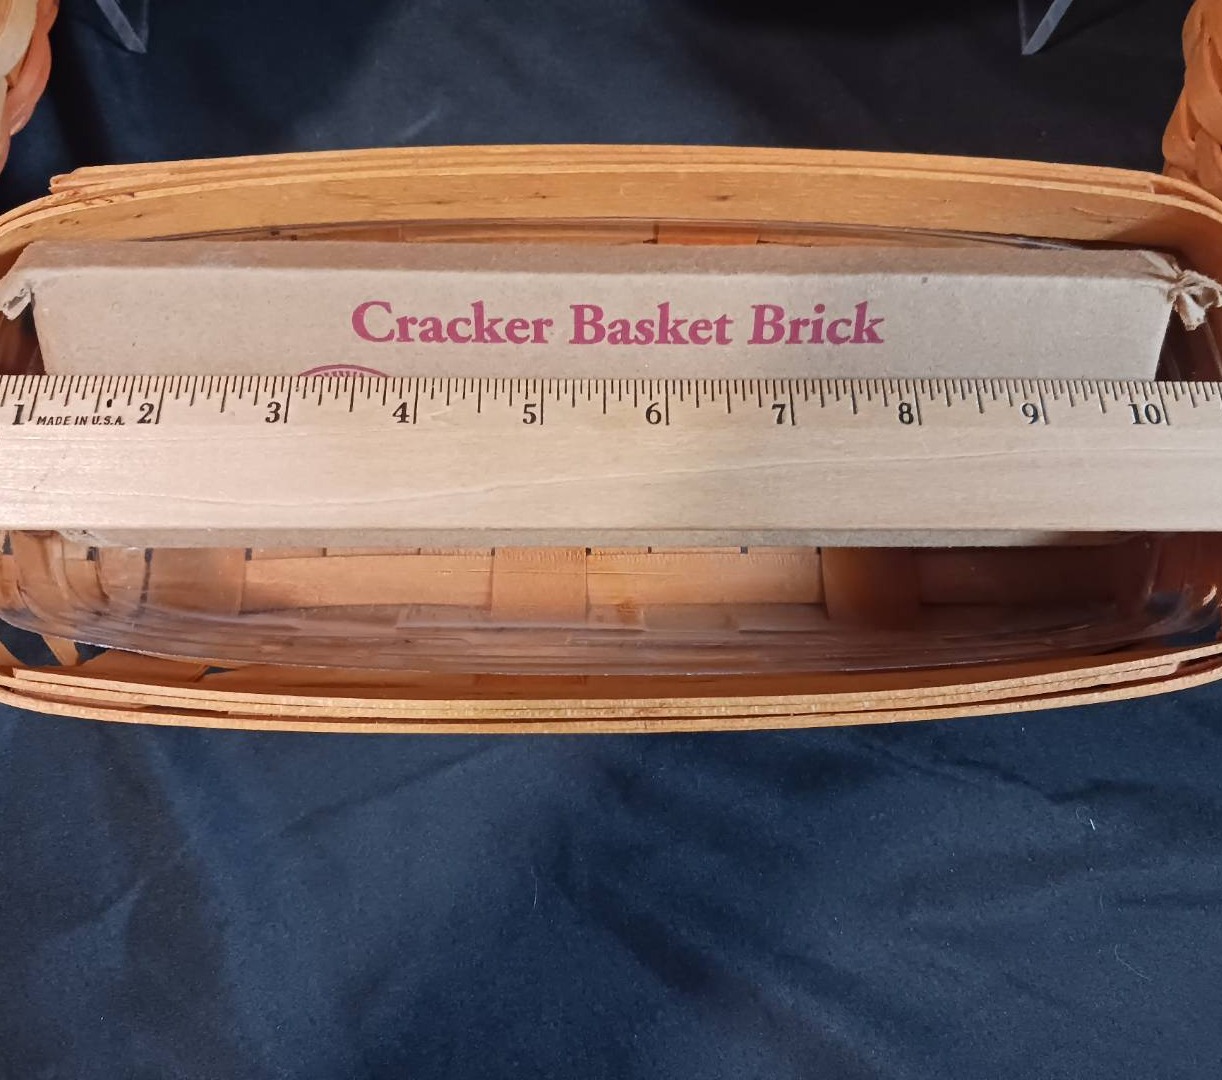 Cracker Basket Brick
1 MADE IN U.S.A. 2 3 4 5 6 7 8 9 10